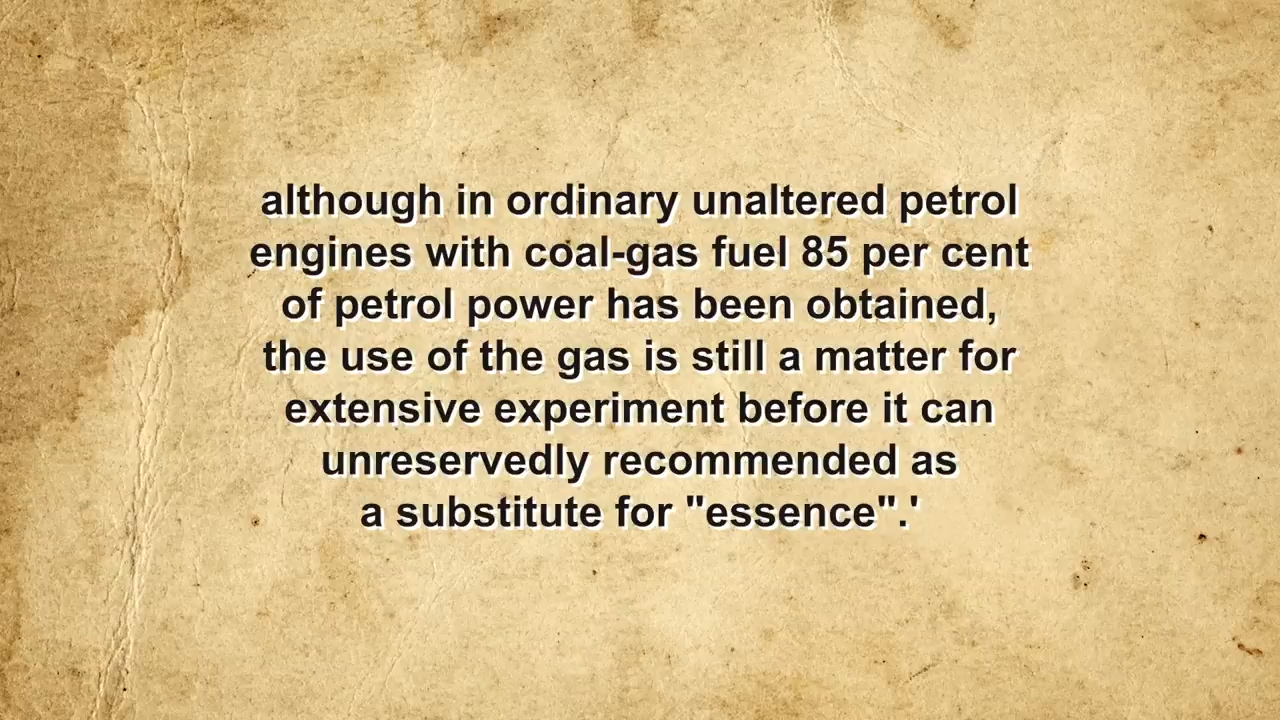 although in ordinary unaltered petrol
engines with coal-gas fuel 85 per cent
of petrol power has been obtained,
the use of the gas is still a matter for
extensive experiment before it can
unreservedly recommended as
a substitute for "essence".'